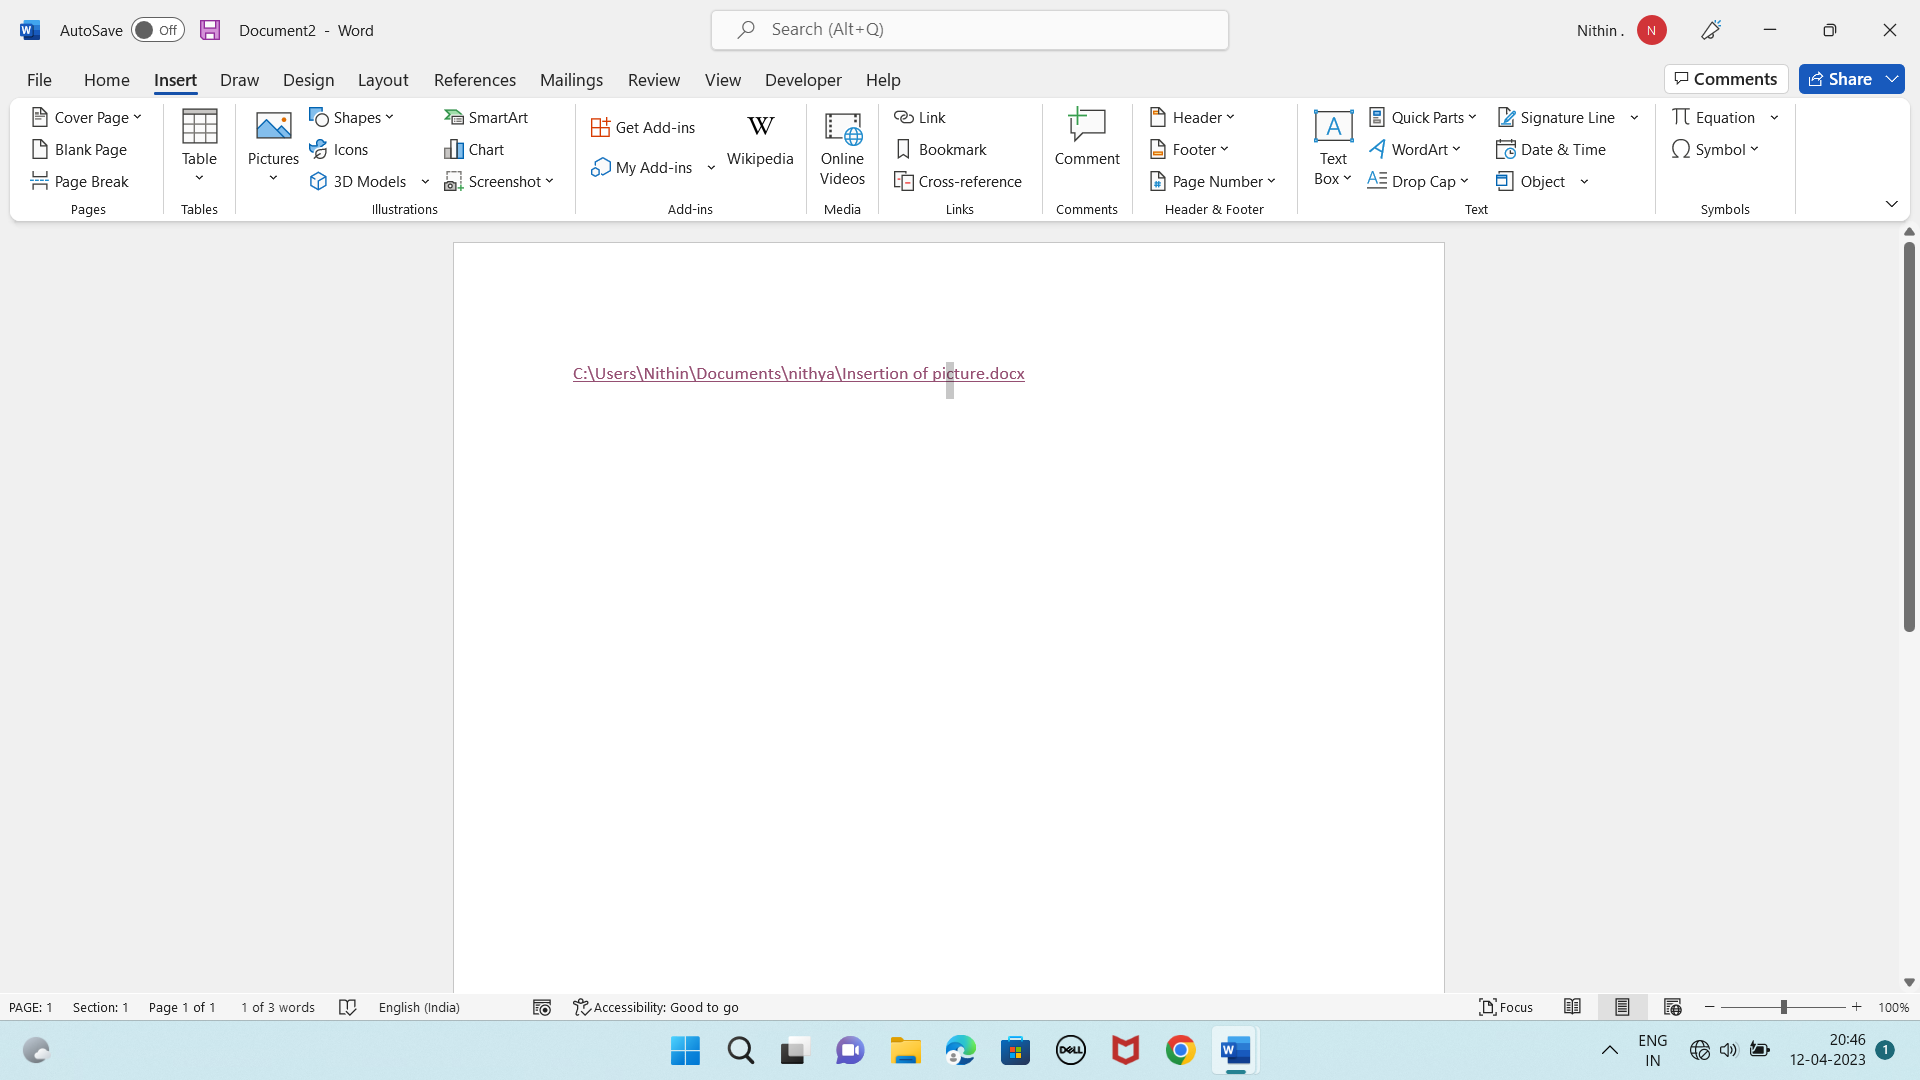 AutoSave Off Document2 - Word Search (Alt+Q) Nithin . N
File Home Insert Draw Design Layout References Mailings Review View Developer Help Comments Share
Cover Page
Blank Page
Page Break
Pages
Table
Tables
Pictures
Shapes
Icons
3D Models
SmartArt
Chart
Screenshot
Illustrations
Get Add-ins
My Add-ins
W
Wikipedia
Add-ins
Online
Videos
Media
Link
Bookmark
Cross-reference
Links
Comment
Comments
Header
Footer
Page Number
Header & Footer
A
Text
Box
Quick Parts
WordArt
Drop Cap
Signature Line
Date & Time
Object
Text
Equation
Symbol
Symbols
C:\Users\Nithin\Documents\nithya\Insertion of picture.docx
PAGE: 1 Section: 1 Page 1 of 1 1 of 3 words English (India) Accessibility: Good to go Focus 100%
DELL
W
ENG
IN
20:46
12-04-2023
1